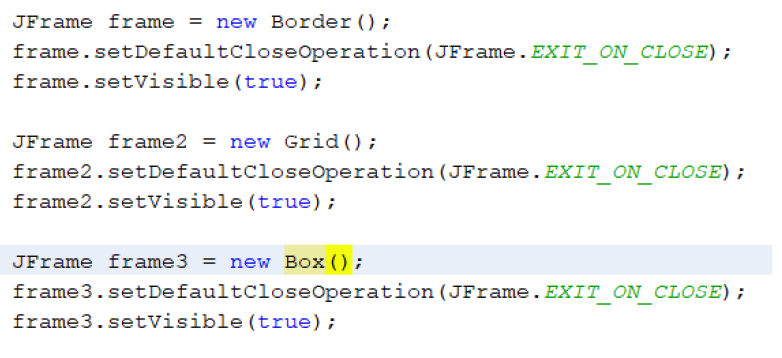 JFrame frame = new Border();
frame.setDefaultCloseOperation(JFrame.EXIT_ON_CLOSE);
frame.setVisible(true);

JFrame frame2 = new Grid();
frame2.setDefaultCloseOperation(JFrame.EXIT_ON_CLOSE);
frame2.setVisible(true);

JFrame frame3 = new Box();
frame3.setDefaultCloseOperation(JFrame.EXIT_ON_CLOSE);
frame3.setVisible(true);